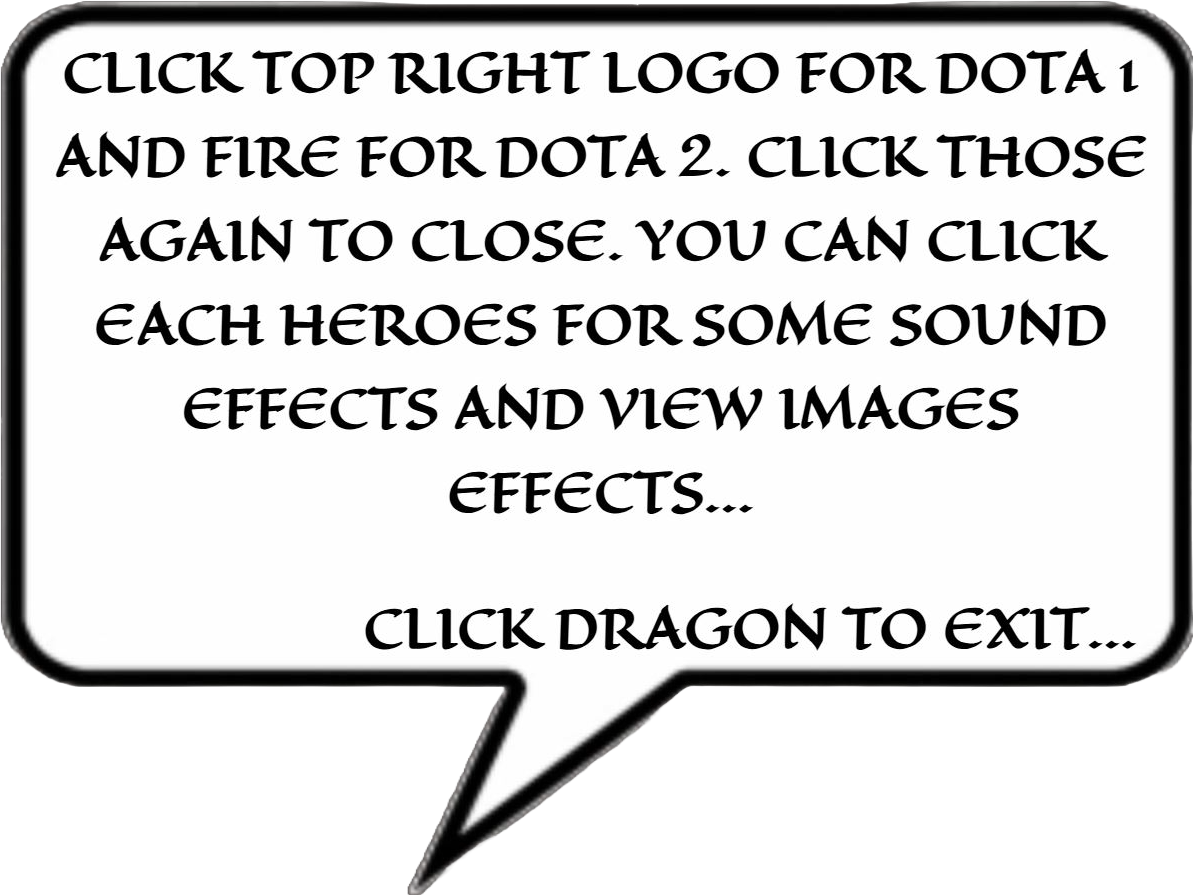 CLICK TOP RIGHT LOGO FOR DOTA 1
AND FIRE FOR DOTA 2. CLICK THOSE
AGAIN TO CLOSE. YOU CAN CLICK
EACH HEROES FOR SOME SOUND
EFFECTS AND VIEW IMAGES
EFFECTS...
CLICK DRAGON TO EXIT...